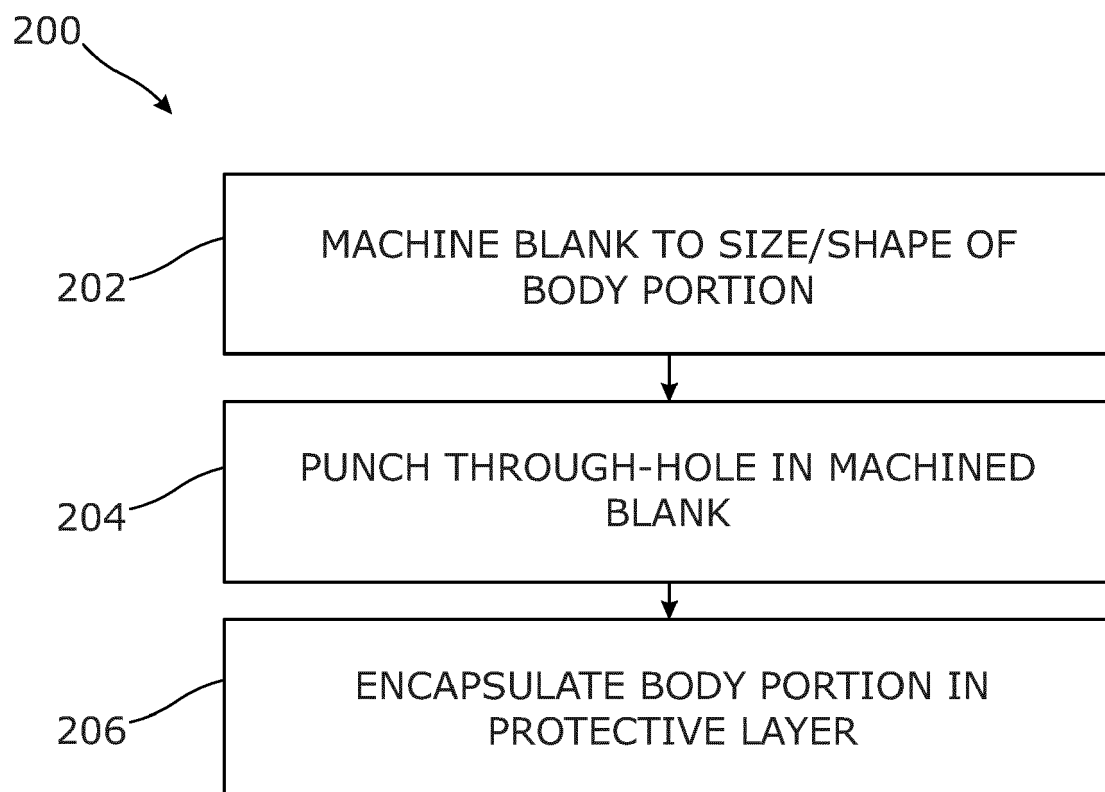 200
MACHINE BLANK TO SIZE/SHAPE OF
BODY PORTION
202
PUNCH THROUGH-HOLE IN MACHINED
BLANK
204
ENCAPSULATE BODY PORTION IN
PROTECTIVE LAYER
206